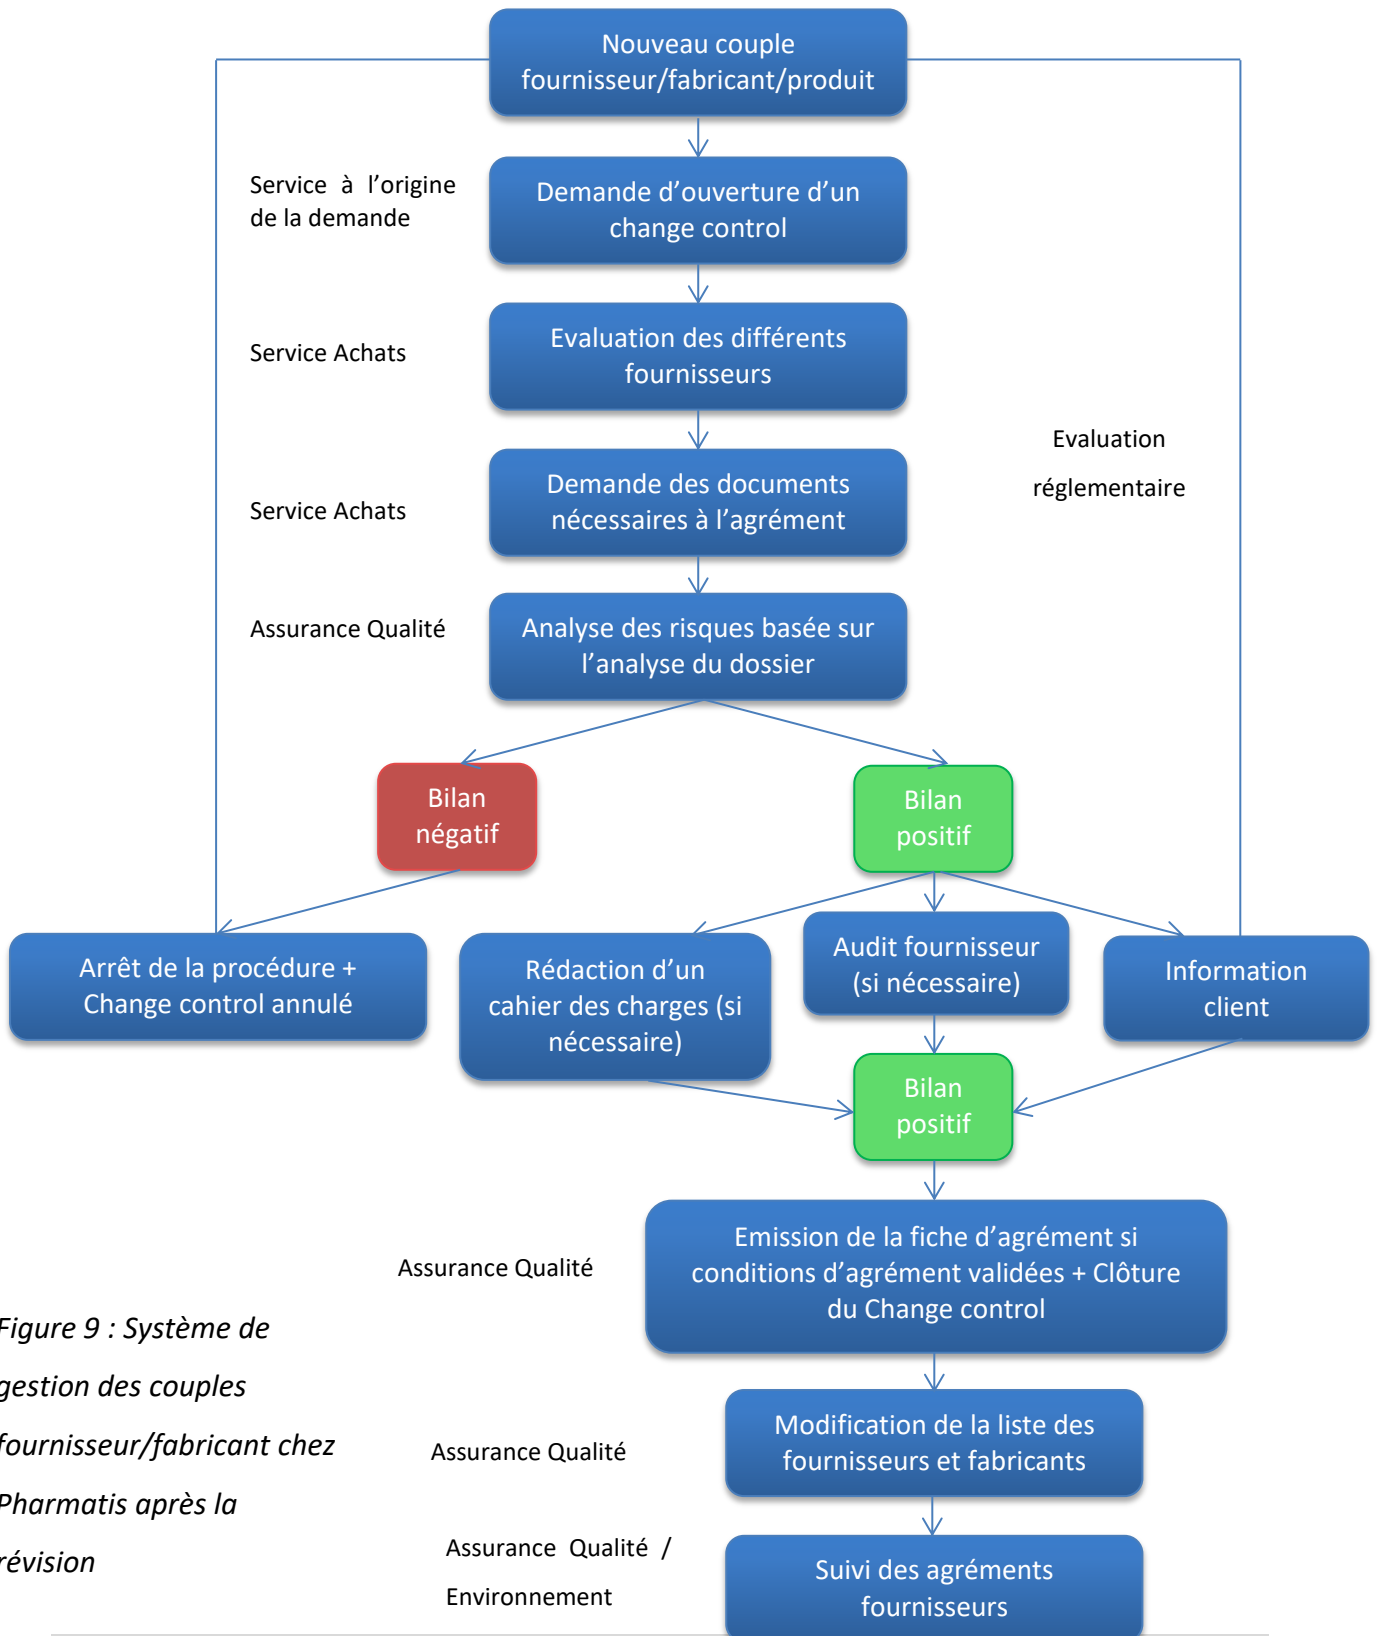 Nouveau couple
fournisseur/fabricant/produit
Service à l’origine
de la demande
Demande d’ouverture d’un
change control
Service Achats
Evaluation des différents
fournisseurs
Evaluation
réglementaire
Service Achats
Demande des documents
nécessaires à l’agrément
Assurance Qualité
Analyse des risques basée sur
l’analyse du dossier
Bilan
négatif
Bilan
positif
Arrêt de la procédure +
Change control annulé
Rédaction d’un
cahier des charges (si
nécessaire)
Audit fournisseur
(si nécessaire)
Information
client
Bilan
positif
Assurance Qualité
Emission de la fiche d’agrément si
conditions d’agrément validées + Clôture
du Change control
Figure 9 : Système de
gestion des couples
fournisseur/fabricant chez
Pharmatis après la
révision
Assurance Qualité
Modification de la liste des
fournisseurs et fabricants
Assurance Qualité /
Environnement
Suivi des agréments
fournisseurs